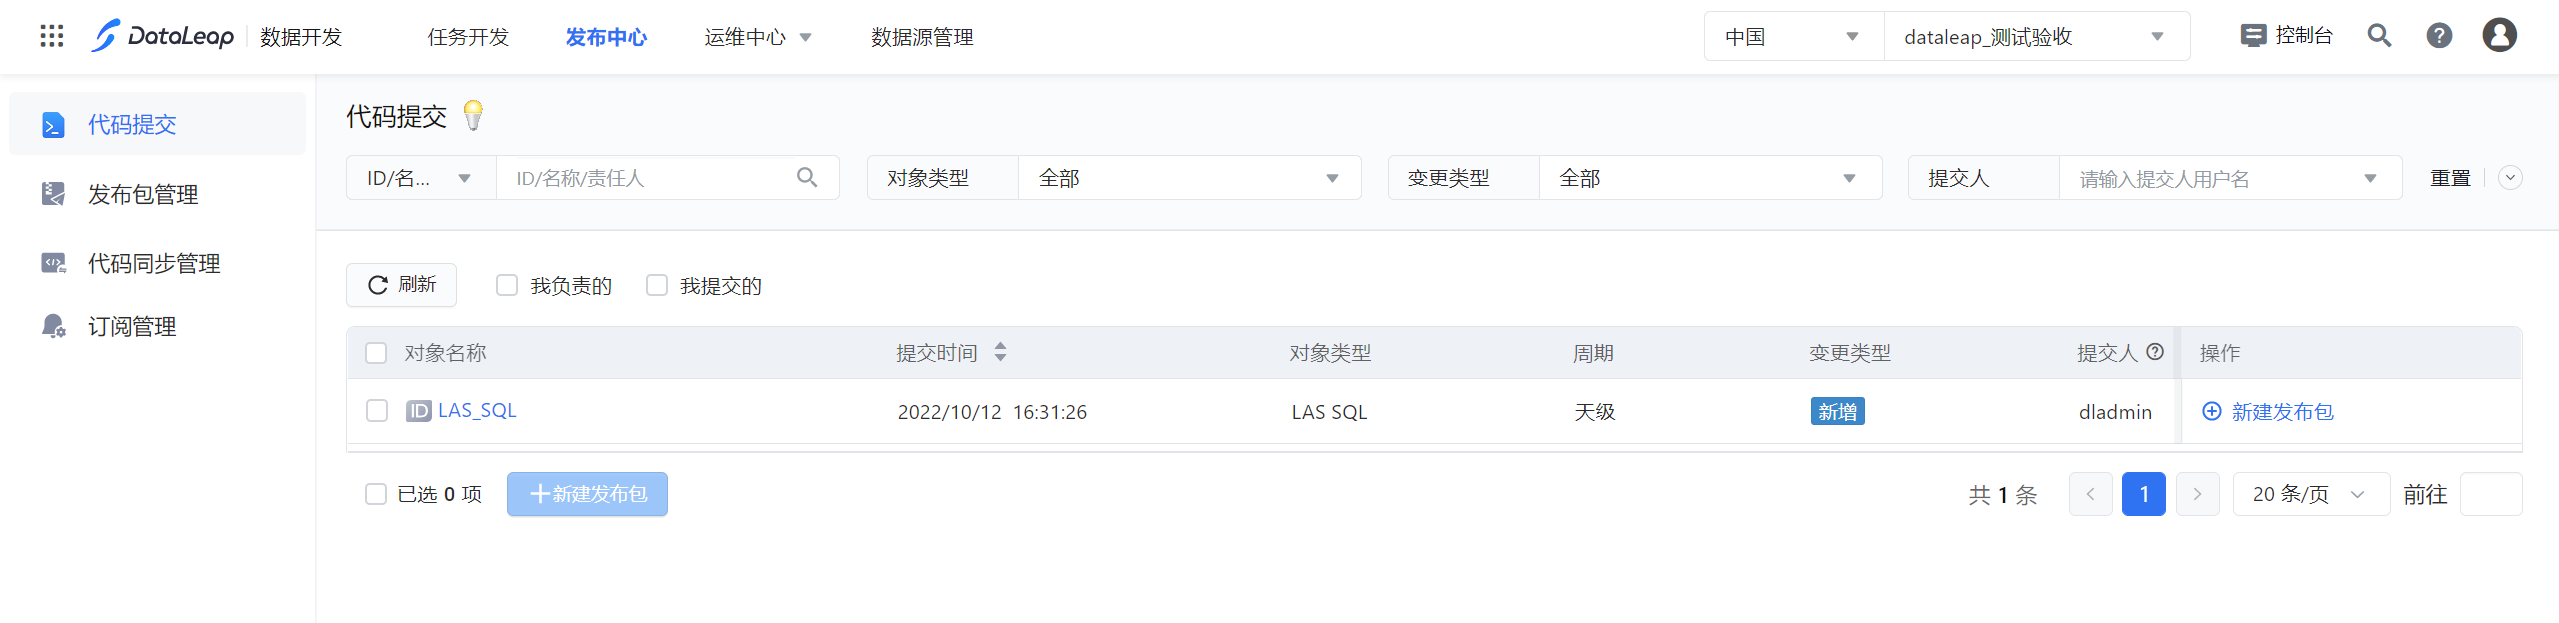 DataLeap 数据开发 任务开发 发布中心 运维中心 数据源管理 中国 dataleap_测试验收 控制台
代码提交
发布包管理
代码同步管理
订阅管理
代码提交
ID/名... ID/名称/责任人 对象类型 全部 变更类型 全部 提交人 请输入提交人用户名 重置
刷新 我负责的 我提交的
对象名称 提交时间 对象类型 周期 变更类型 提交人 操作
ID LAS_SQL 2022/10/12 16:31:26 LAS SQL 天级 新增 dladmin 新建发布包
已选 0 项 新建发布包 共 1 条 1 20 条/页 前往